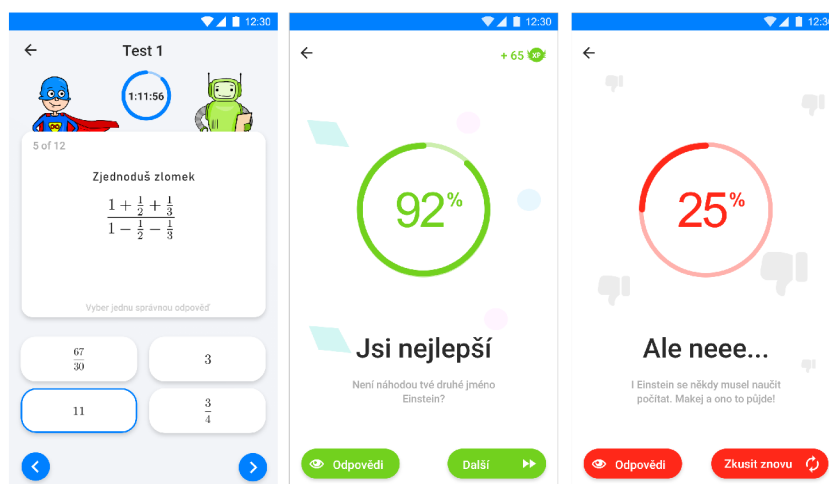 12:30
Test 1
1:11:56
5 of 12
Zjednoduš zlomek
1 + 1/2 + 1/3
1 − 1/2 − 1/3
Vyber jednu správnou odpověď
67/30
3
11
3/4
12:30
+ 65 XP
92%
Jsi nejlepší
Není náhodou tvé druhé jméno
Einstein?
Odpovědi
Další
12:30
25%
Ale neee...
I Einstein se někdy musel naučit
počítat. Makej a ono to půjde!
Odpovědi
Zkusit znovu